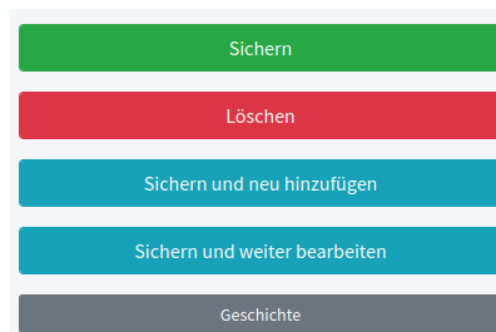 Sichern
Löschen
Sichern und neu hinzufügen
Sichern und weiter bearbeiten
Geschichte